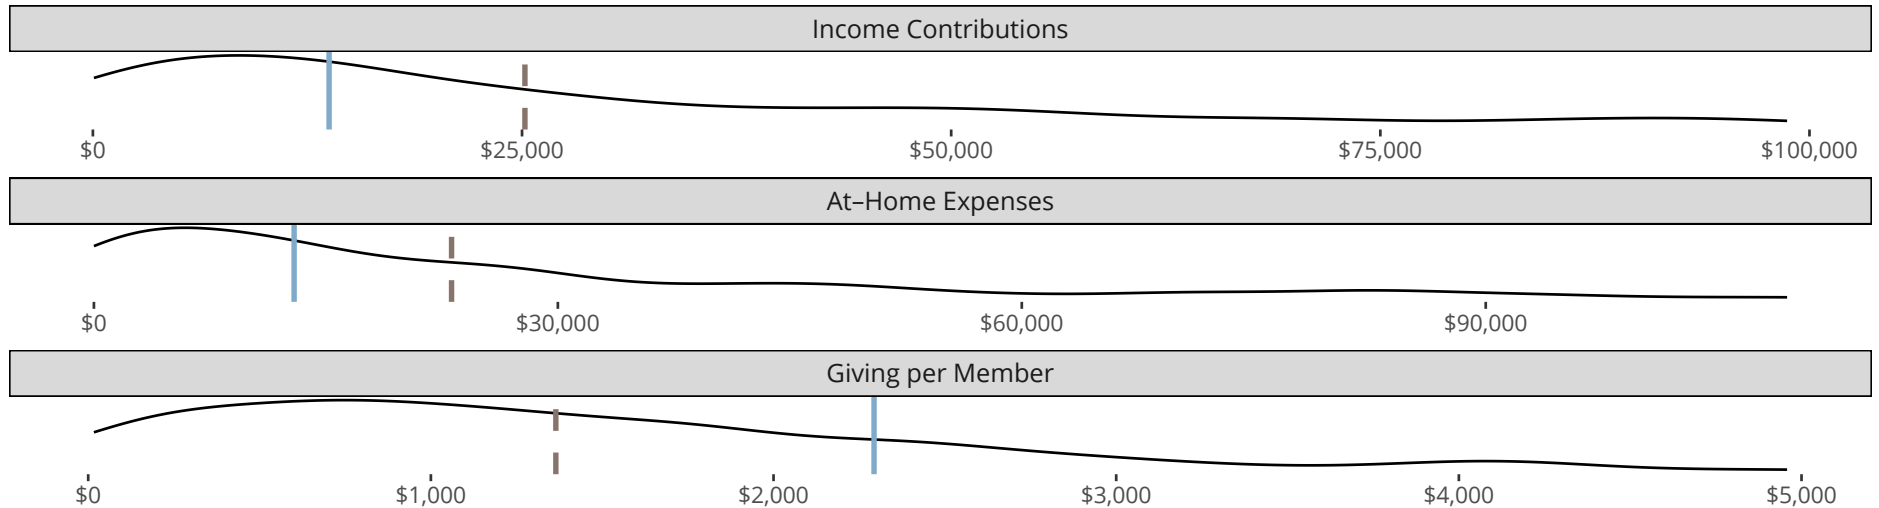 Income Contributions
$0 $25,000 $50,000 $75,000 $100,000
At–Home Expenses
$0 $30,000 $60,000 $90,000
Giving per Member
$0 $1,000 $2,000 $3,000 $4,000 $5,000